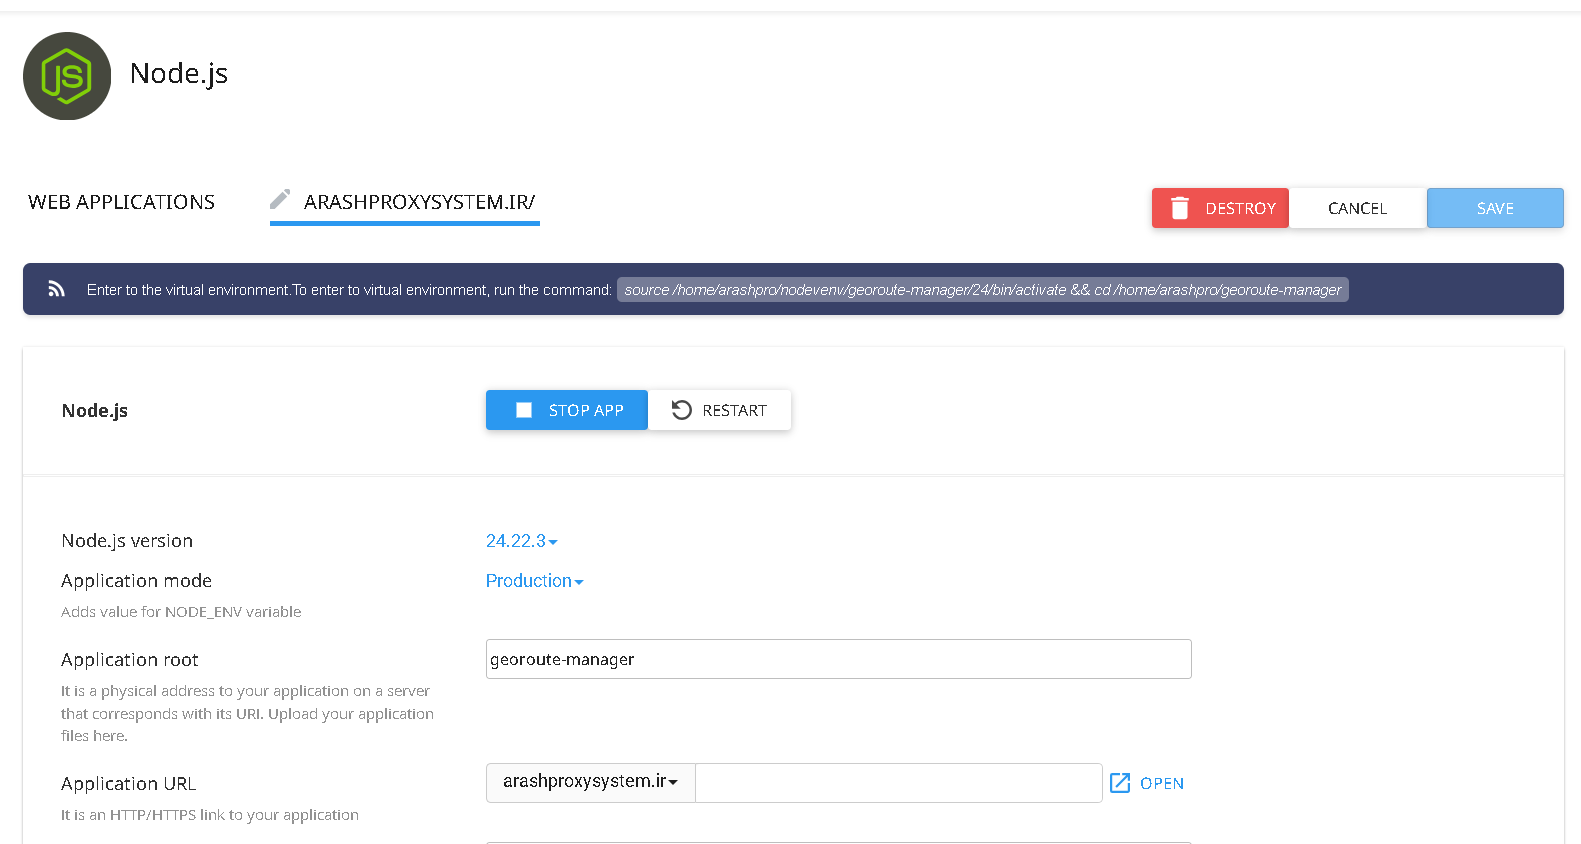 Node.js
WEB APPLICATIONS
ARASHPROXYSYSTEM.IR/
DESTROY
CANCEL
SAVE
Enter to the virtual environment.To enter to virtual environment, run the command: source /home/arashpro/nodevenv/georoute-manager/24/bin/activate && cd /home/arashpro/georoute-manager
Node.js
STOP APP
RESTART
Node.js version
24.22.3
Application mode
Production
Adds value for NODE_ENV variable
Application root
georoute-manager
It is a physical address to your application on a server
that corresponds with its URI. Upload your application
files here.
Application URL
arashproxysystem.ir
OPEN
It is an HTTP/HTTPS link to your application